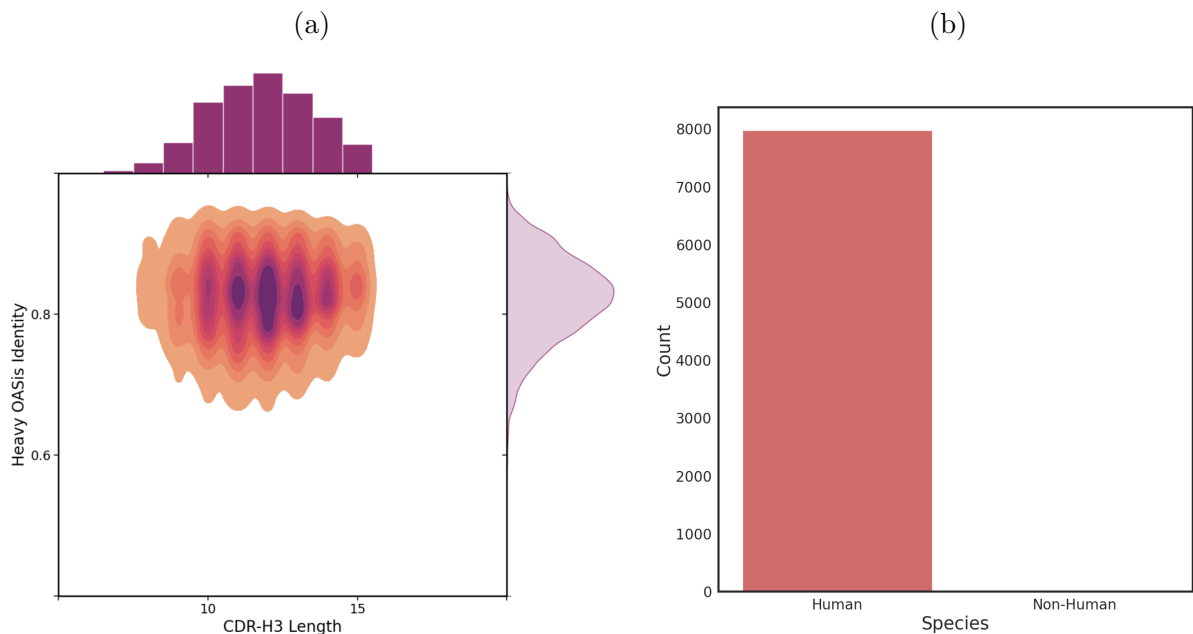 (a)
(b)
Heavy OASis Identity
0.8
0.6
10
15
CDR-H3 Length
Count
8000
7000
6000
5000
4000
3000
2000
1000
0
Human
Non-Human
Species